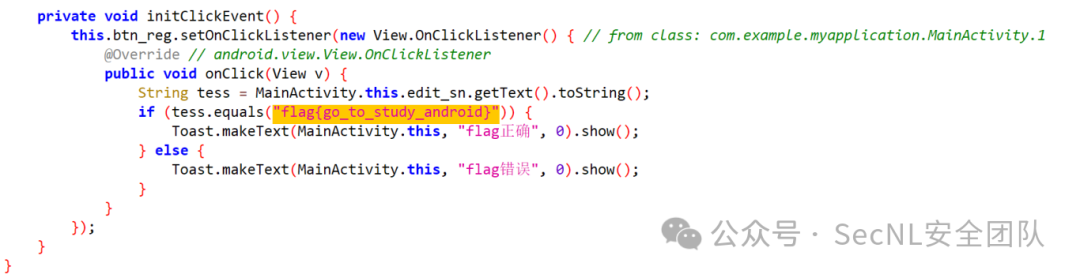 private void initClickEvent() {
this.btn_reg.setOnClickListener(new View.OnClickListener() { // from class: com.example.myapplication.MainActivity.1
@Override // android.view.View.OnClickListener
public void onClick(View v) {
String tess = MainActivity.this.edit_sn.getText().toString();
if (tess.equals("flag{go_to_study_android}")) {
Toast.makeText(MainActivity.this, "flag正确", 0).show();
} else {
Toast.makeText(MainActivity.this, "flag错误", 0).show();
}
}
});
}
}
公众号 · SecNL安全团队